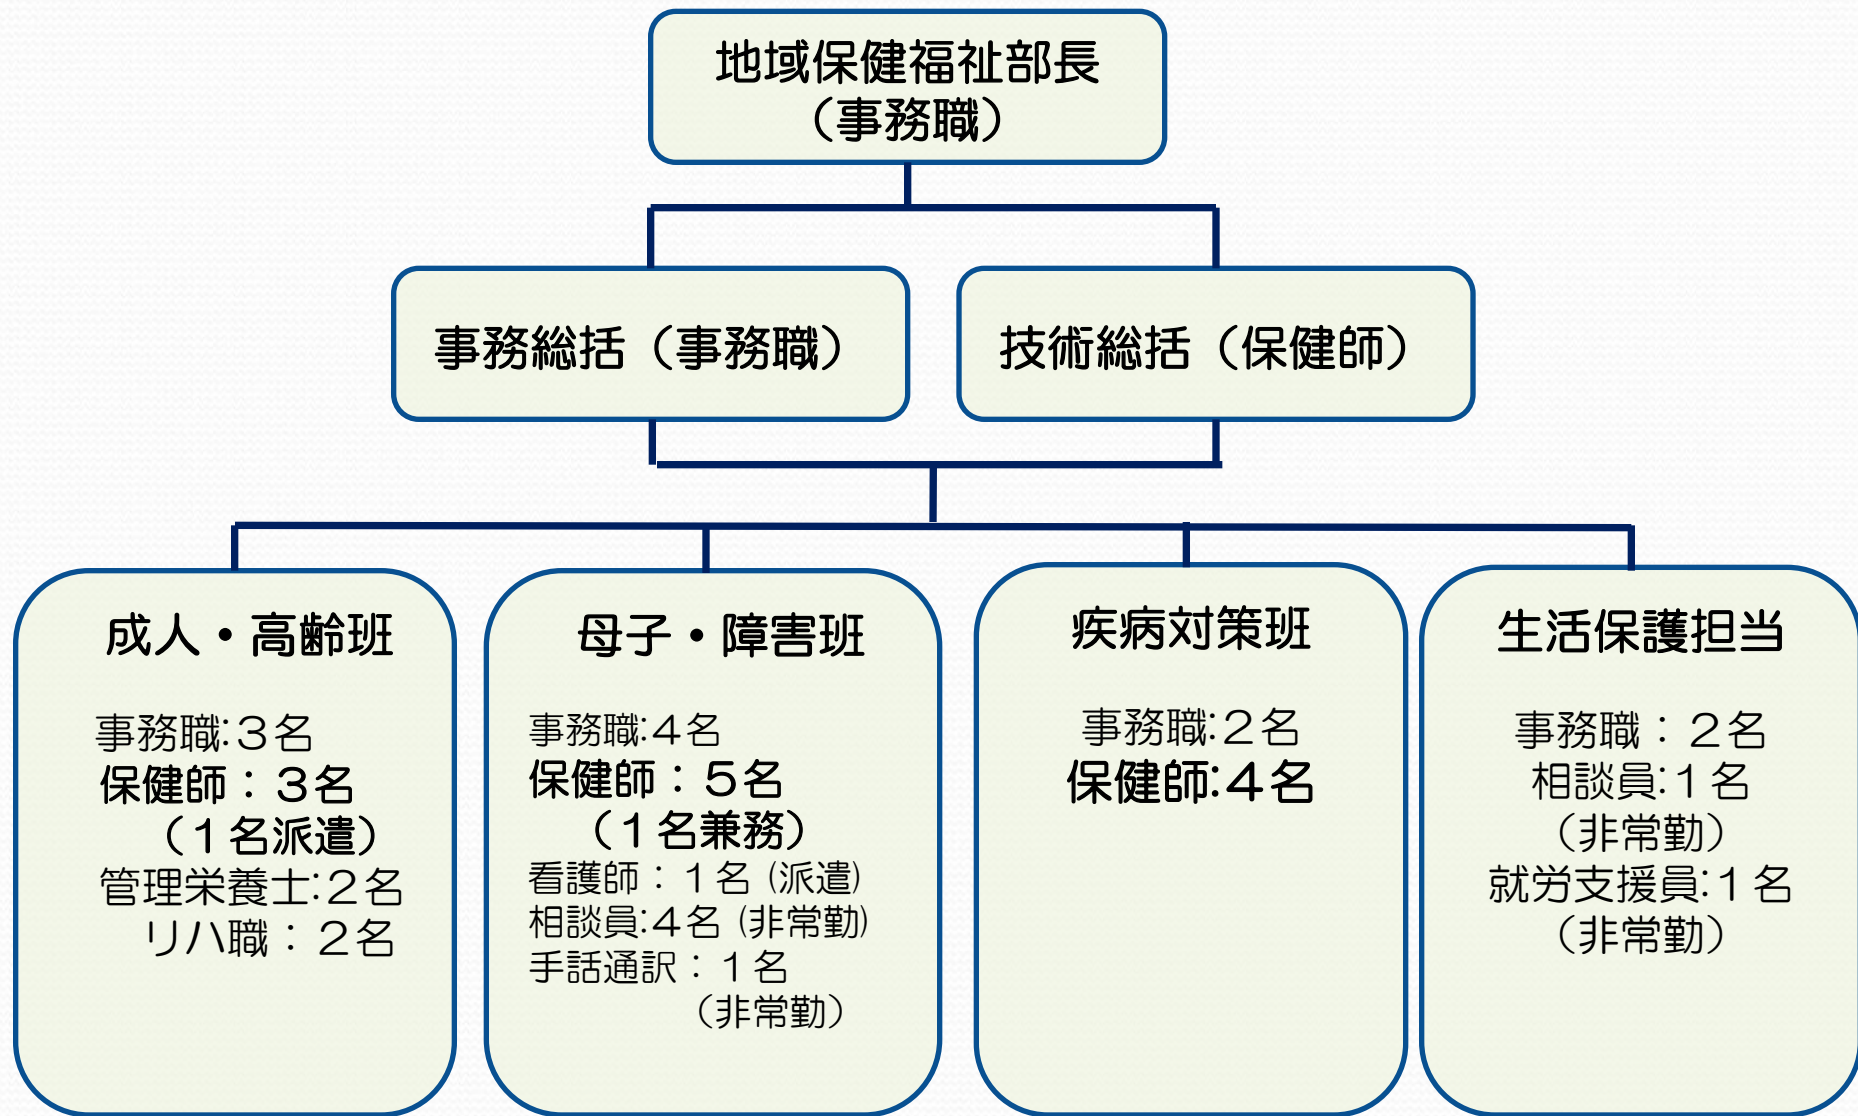 地域保健福祉部長
（事務職）
事務総括（事務職）
技術総括（保健師）
成人・高齢班
事務職:３名
保健師：３名
（１名派遣）
管理栄養士:２名
リハ職：２名
母子・障害班
事務職:４名
保健師：５名
（１名兼務）
看護師：１名 (派遣)
相談員:４名 (非常勤)
手話通訳：１名
（非常勤）
疾病対策班
事務職:２名
保健師:４名
生活保護担当
事務職：２名
相談員:１名
（非常勤）
就労支援員:１名
（非常勤）